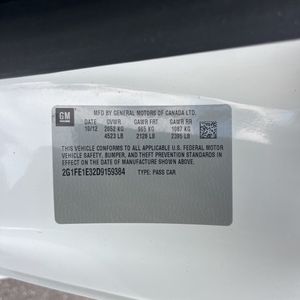 GM
MFD BY GENERAL MOTORS OF CANADA LTD.
DATE GVWR GAWR FRT GAWR RR
10/12 2052 KG 965 KG 1087 KG
4523 LB 2128 LB 2395 LB
THIS VEHICLE CONFORMS TO ALL APPLICABLE U.S. FEDERAL MOTOR VEHICLE
SAFETY, BUMPER, AND THEFT PREVENTION STANDARDS IN
EFFECT ON THE DATE OF MANUFACTURE SHOWN ABOVE.
2G1FE1E32D9159384 TYPE: PASS CAR